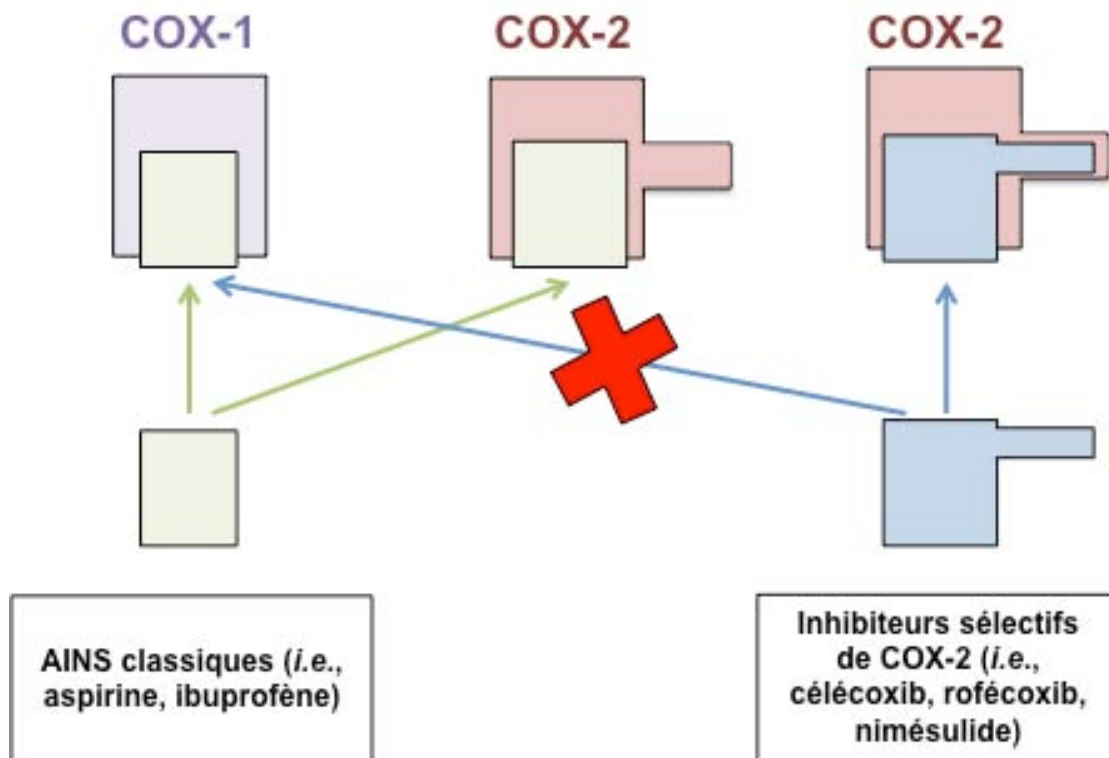 COX-1 COX-2 COX-2
AINS classiques (i.e.,
aspirine, ibuprofène)
Inhibiteurs sélectifs
de COX-2 (i.e.,
célécoxib, rofécoxib,
nimésulide)